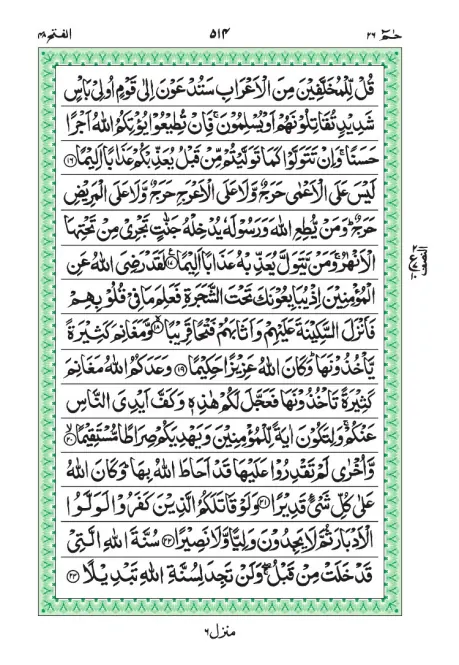 حٰمٓ ٢٦
٥١٤
الفتح ٤٨
قُلْ لِّلْمُخَلَّفِيْنَ مِنَ الْاَعْرَابِ سَتُدْعَوْنَ اِلٰى قَوْمٍ اُولِيْ بَاْسٍ
شَدِيْدٍ تُقَاتِلُوْنَهُمْ اَوْ يُسْلِمُوْنَ ۚ فَاِنْ تُطِيْعُوْا يُؤْتِكُمُ اللّٰهُ اَجْرًا
حَسَنًا ۚ وَاِنْ تَتَوَلَّوْا كَمَا تَوَلَّيْتُمْ مِّنْ قَبْلُ يُعَذِّبْكُمْ عَذَابًا اَلِيْمًا ١٦
لَيْسَ عَلَى الْاَعْمٰى حَرَجٌ وَّلَا عَلَى الْاَعْرَجِ حَرَجٌ وَّلَا عَلَى الْمَرِيْضِ
حَرَجٌ ۭ وَمَنْ يُّطِعِ اللّٰهَ وَرَسُوْلَهٗ يُدْخِلْهُ جَنّٰتٍ تَجْرِيْ مِنْ تَحْتِهَا
الْاَنْهٰرُ ۚ وَمَنْ يَّتَوَلَّ يُعَذِّبْهُ عَذَابًا اَلِيْمًا ١٧ لَقَدْ رَضِيَ اللّٰهُ عَنِ
الْمُؤْمِنِيْنَ اِذْ يُبَايِعُوْنَكَ تَحْتَ الشَّجَرَةِ فَعَلِمَ مَا فِيْ قُلُوْبِهِمْ
فَاَنْزَلَ السَّكِيْنَةَ عَلَيْهِمْ وَاَثَابَهُمْ فَتْحًا قَرِيْبًا ١٨ وَّمَغَانِمَ كَثِيْرَةً
يَّاْخُذُوْنَهَا ۭ وَكَانَ اللّٰهُ عَزِيْزًا حَكِيْمًا ١٩ وَعَدَكُمُ اللّٰهُ مَغَانِمَ
كَثِيْرَةً تَاْخُذُوْنَهَا فَعَجَّلَ لَكُمْ هٰذِهٖ وَكَفَّ اَيْدِيَ النَّاسِ
عَنْكُمْ ۚ وَلِتَكُوْنَ اٰيَةً لِّلْمُؤْمِنِيْنَ وَيَهْدِيَكُمْ صِرَاطًا مُّسْتَقِيْمًا ٢٠
وَّاُخْرٰى لَمْ تَقْدِرُوْا عَلَيْهَا قَدْ اَحَاطَ اللّٰهُ بِهَا ۭ وَكَانَ اللّٰهُ
عَلٰى كُلِّ شَيْءٍ قَدِيْرًا ٢١ وَلَوْ قَاتَلَكُمُ الَّذِيْنَ كَفَرُوْا لَوَلَّوُا
الْاَدْبَارَ ثُمَّ لَا يَجِدُوْنَ وَلِيًّا وَّلَا نَصِيْرًا ٢٢ سُنَّةَ اللّٰهِ الَّتِيْ
قَدْ خَلَتْ مِنْ قَبْلُ ۚ وَلَنْ تَجِدَ لِسُنَّةِ اللّٰهِ تَبْدِيْلًا ٢٣
منزل ٦